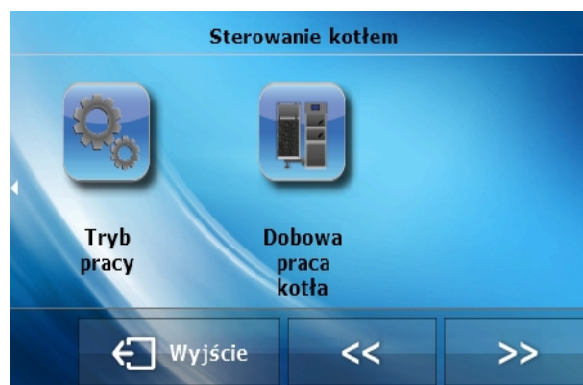 Sterowanie kotłem
Tryb
pracy
Dobowa
praca
kotła
Wyjście
<<
>>